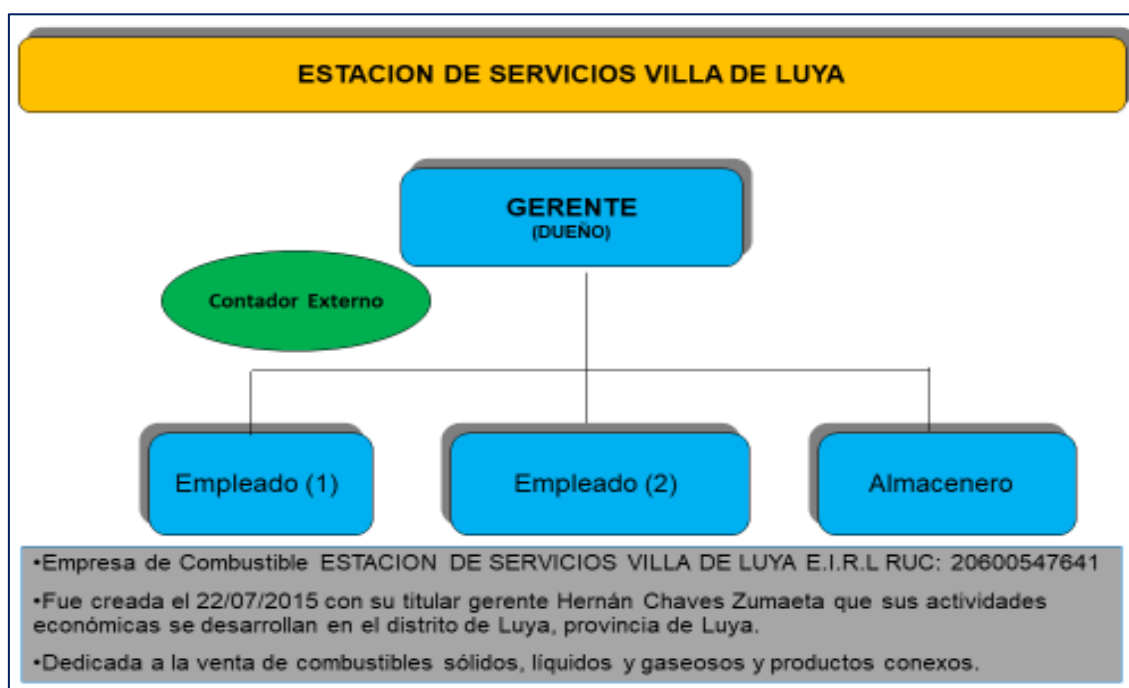 ESTACION DE SERVICIOS VILLA DE LUYA
GERENTE
(DUEÑO)
Contador Externo
Empleado (1)
Empleado (2)
Almacenero
•Empresa de Combustible ESTACION DE SERVICIOS VILLA DE LUYA E.I.R.L RUC: 20600547641
•Fue creada el 22/07/2015 con su titular gerente Hernán Chaves Zumaeta que sus actividades
económicas se desarrollan en el distrito de Luya, provincia de Luya.
•Dedicada a la venta de combustibles sólidos, líquidos y gaseosos y productos conexos.